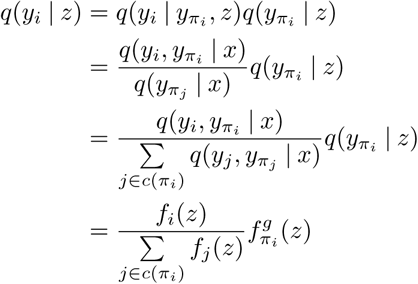 q(y_i | z) = q(y_i | y_{π_i}, z)q(y_{π_i} | z)
= \frac{q(y_i, y_{π_i} | x)}{q(y_{π_j} | x)} q(y_{π_i} | z)
= \frac{q(y_i, y_{π_i} | x)}{\sum_{j∈c(π_i)} q(y_j, y_{π_j} | x)} q(y_{π_i} | z)
= \frac{f_i(z)}{\sum_{j∈c(π_i)} f_j(z)} f^g_{π_i}(z)